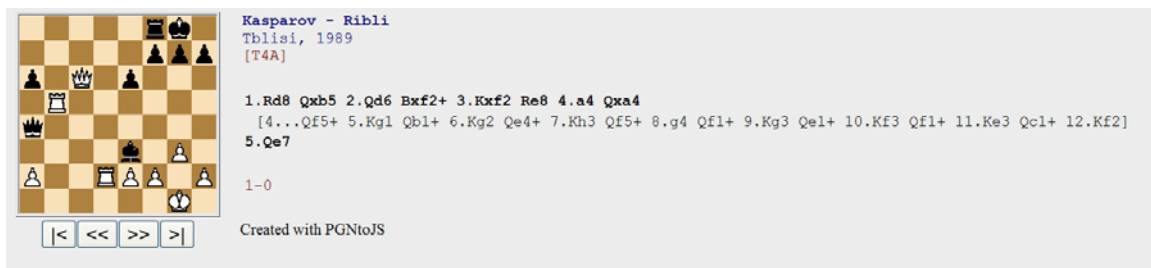 Kasparov - Ribli
Tblisi, 1989
[T4A]
1.Rd8 Qxb5 2.Qd6 Bxf2+ 3.Kxf2 Re8 4.a4 Qxa4
[4...Qf5+ 5.Kg1 Qb1+ 6.Kg2 Qe4+ 7.Kh3 Qf5+ 8.g4 Qf1+ 9.Kg3 Qe1+ 10.Kf3 Qf1+ 11.Ke3 Qc1+ 12.Kf2]
5.Qe7
1-0
|< << >> >| Created with PGNtoJS